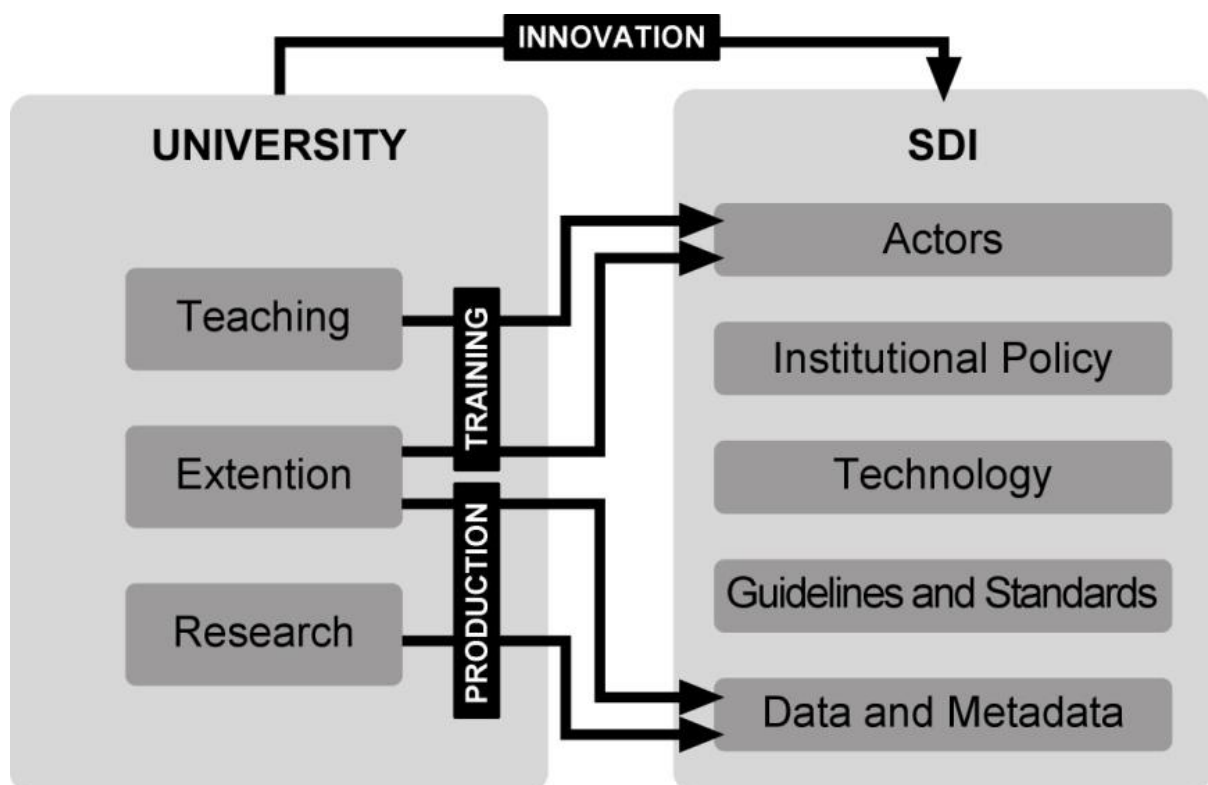 INNOVATION
UNIVERSITY
Teaching
Extention
Research
TRAINING
PRODUCTION
SDI
Actors
Institutional Policy
Technology
Guidelines and Standards
Data and Metadata